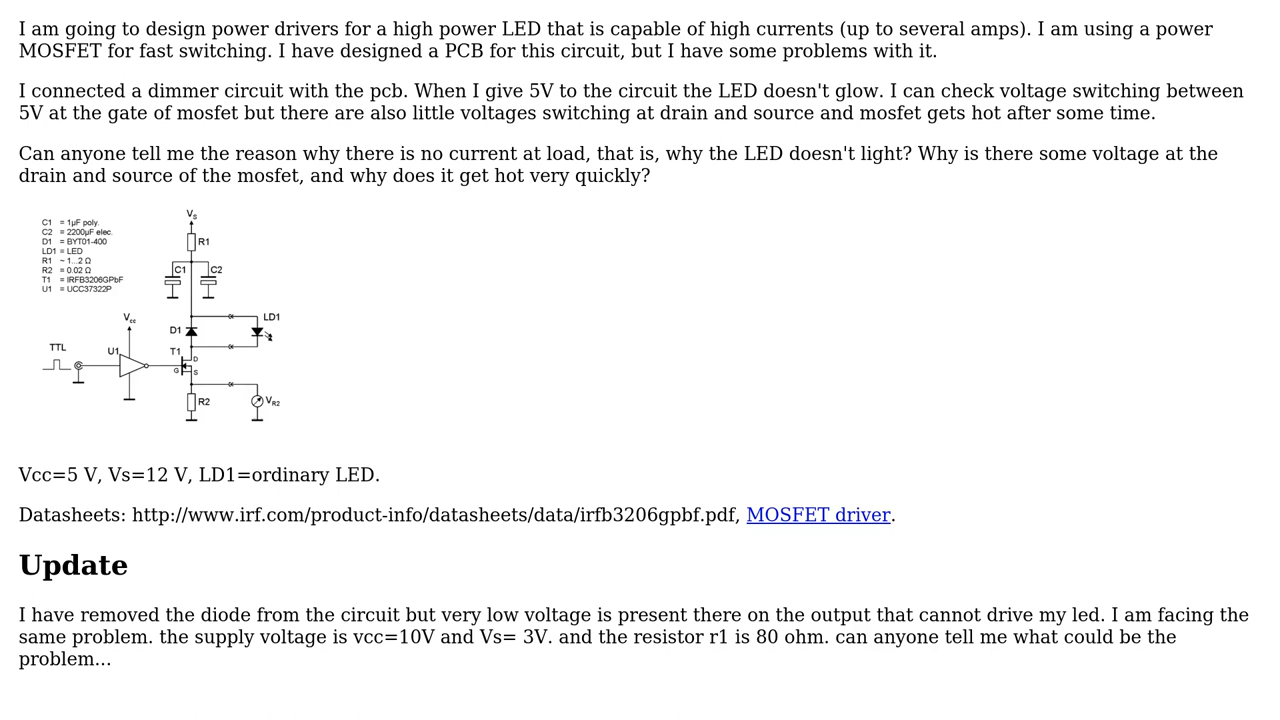 I am going to design power drivers for a high power LED that is capable of high currents (up to several amps). I am using a power
MOSFET for fast switching. I have designed a PCB for this circuit, but I have some problems with it.
I connected a dimmer circuit with the pcb. When I give 5V to the circuit the LED doesn't glow. I can check voltage switching between
5V at the gate of mosfet but there are also little voltages switching at drain and source and mosfet gets hot after some time.
Can anyone tell me the reason why there is no current at load, that is, why the LED doesn't light? Why is there some voltage at the
drain and source of the mosfet, and why does it get hot very quickly?
C1 = 1µF poly.
C2 = 2200µF elec.
D1 = BYT01-400
LD1 = LED
R1 ~ 1...2 Ω
R2 = 0.02 Ω
T1 = IRFB3206GPbF
U1 = UCC37322P
Vs
R1
C1
C2
Vcc
D1
LD1
TTL
U1
T1
D
G
S
R2
VR2
Vcc=5 V, Vs=12 V, LD1=ordinary LED.
Datasheets: http://www.irf.com/product-info/datasheets/data/irfb3206gpbf.pdf, MOSFET driver.
Update
I have removed the diode from the circuit but very low voltage is present there on the output that cannot drive my led. I am facing the
same problem. the supply voltage is vcc=10V and Vs= 3V. and the resistor r1 is 80 ohm. can anyone tell me what could be the
problem...